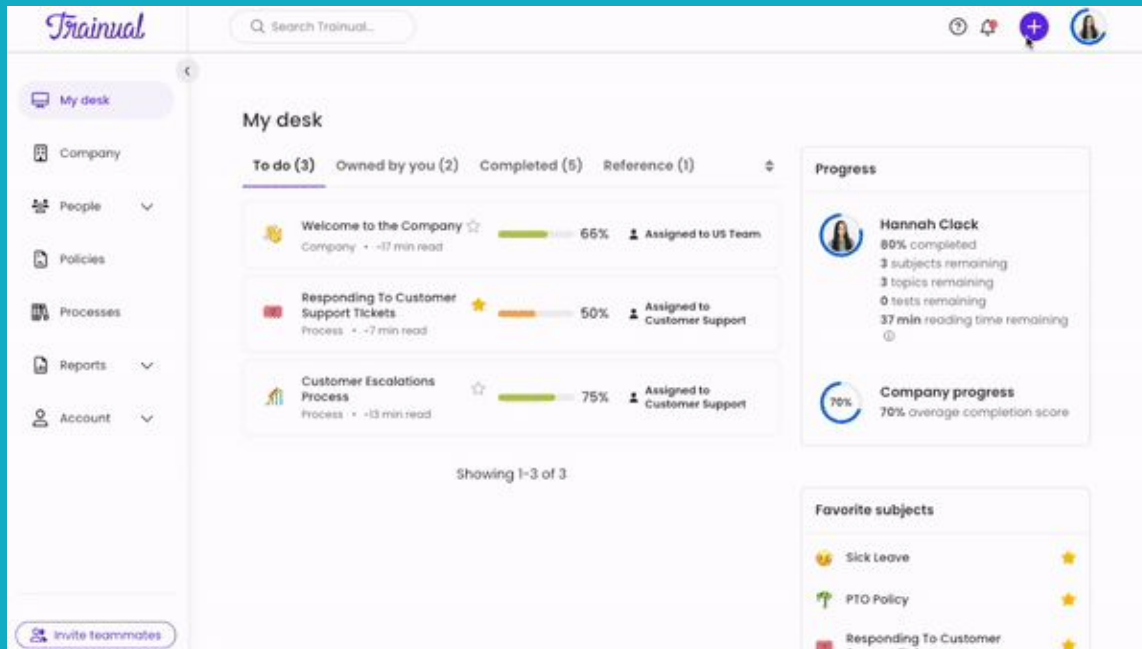 Trainual
Search Trainual...
My desk
Company
People
Policies
Processes
Reports
Account
Invite teammates
My desk
To do (3) Owned by you (2) Completed (5) Reference (1)
Welcome to the Company
Company • ~17 min read
66%
Assigned to US Team
Responding To Customer
Support Tickets
Process • ~7 min read
50%
Assigned to
Customer Support
Customer Escalations
Process
Process • ~13 min read
75%
Assigned to
Customer Support
Showing 1-3 of 3
Progress
Hannah Clack
80% completed
3 subjects remaining
3 topics remaining
0 tests remaining
37 min reading time remaining
70%
Company progress
70% average completion score
Favorite subjects
Sick Leave
PTO Policy
Responding To Customer